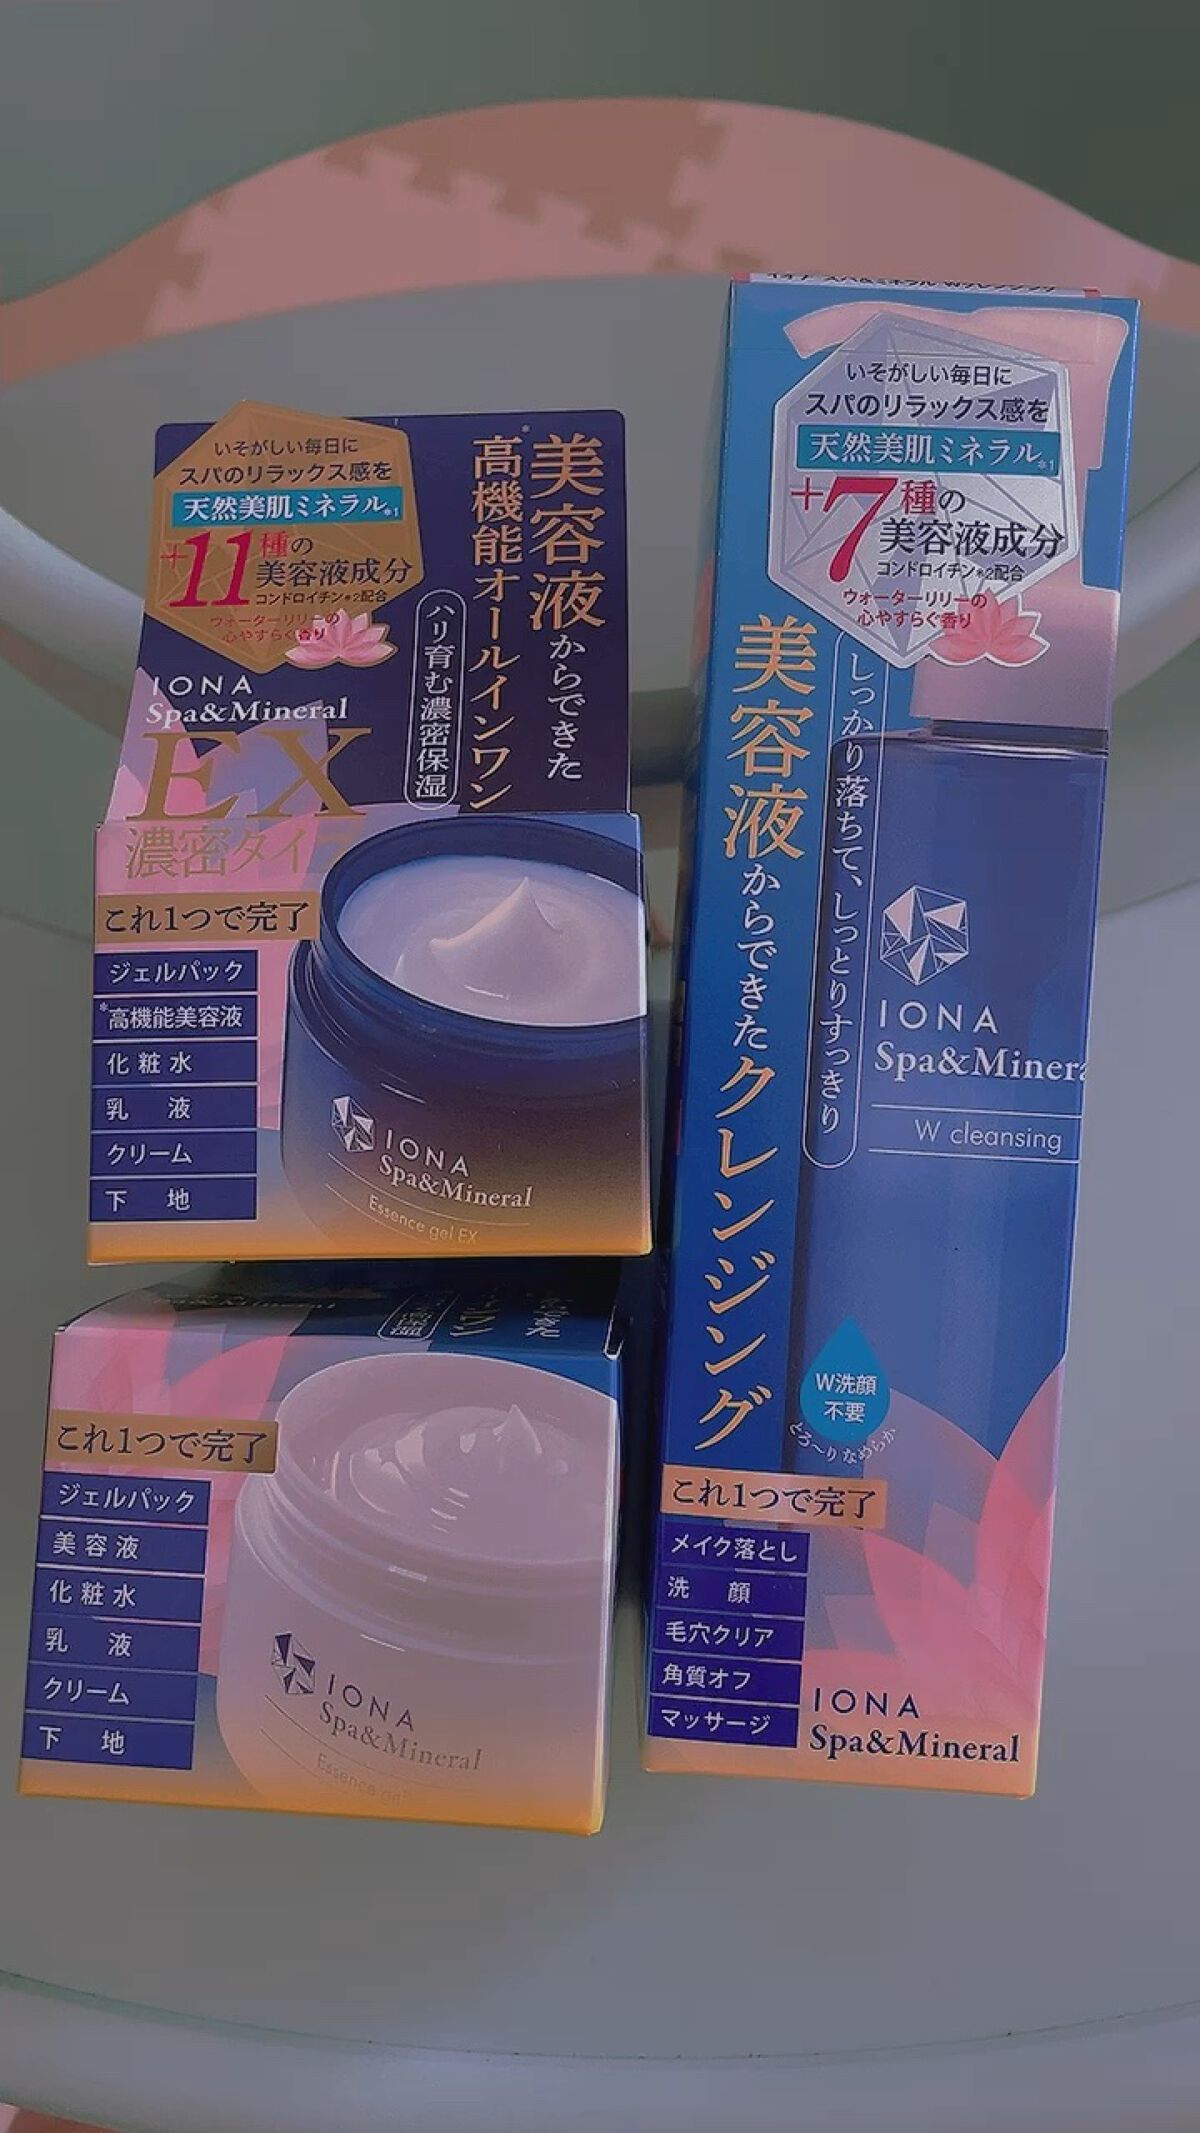 いそがしい毎日に
スパのリラックス感を
天然美肌ミネラル※1
+11種の
美容液成分
コンドロイチン※2配合
ウォーターリリーの
心やすらぐ香り
美容液からできた
*高機能オールインワン
ハリ育む濃密保湿
IONA
Spa&Mineral
EX
濃密タイプ
これ1つで完了
ジェルパック
*高機能美容液
化粧水
乳液
クリーム
下地
IONA
Spa&Mineral
Essence gel EX
これ1つで完了
ジェルパック
美容液
化粧水
乳液
クリーム
下地
IONA
Spa&Mineral
Essence gel
いそがしい毎日に
スパのリラックス感を
天然美肌ミネラル※1
+7種の
美容液成分
コンドロイチン※2配合
ウォーターリリーの
心やすらぐ香り
美容液からできたクレンジング
しっかり落ちて、しっとりすっきり
IONA
Spa&Minera
W cleansing
W洗顔
不要
とろ〜りなめらか
これ1つで完了
メイク落とし
洗顔
毛穴クリア
角質オフ
マッサージ
IONA
Spa&Mineral